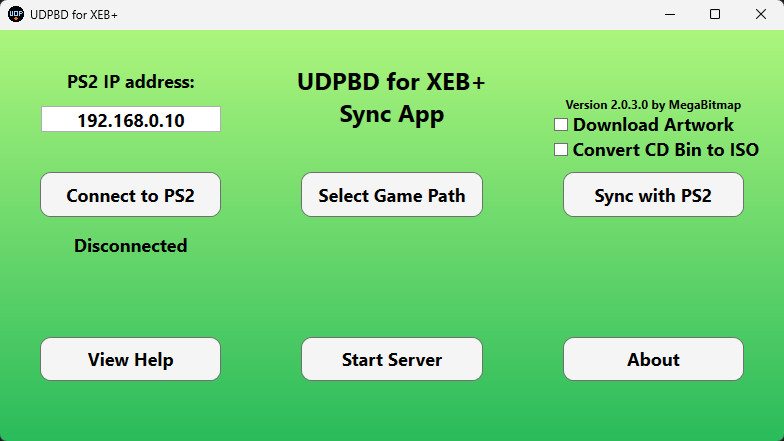 UDP
UDPBD for XEB+
PS2 IP address:
192.168.0.10
UDPBD for XEB+
Sync App
Version 2.0.3.0 by MegaBitmap
Download Artwork
Convert CD Bin to ISO
Connect to PS2
Select Game Path
Sync with PS2
Disconnected
View Help
Start Server
About